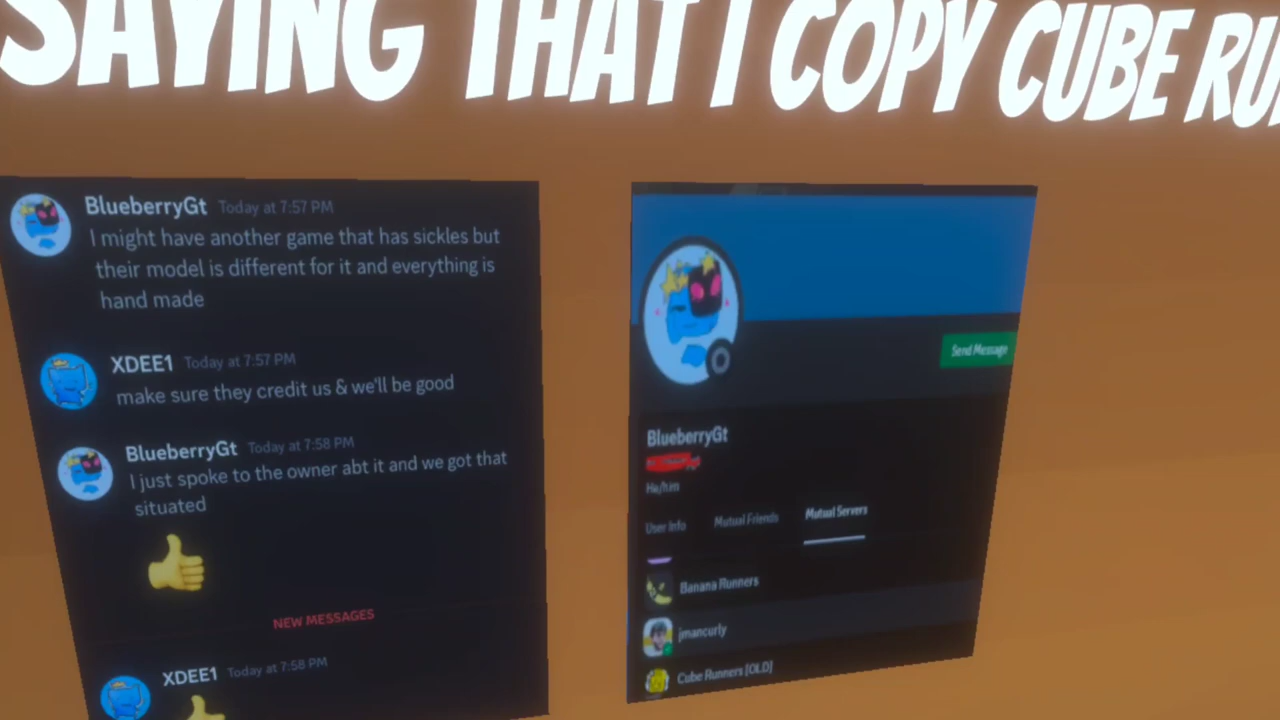 SAYING THAT I COPY CUBE
BlueberryGt Today at 7:57 PM
I might have another game that has sickles but
their model is different for it and everything is
hand made
XDEE1 Today at 7:57 PM
make sure they credit us & we'll be good
BlueberryGt Today at 7:58 PM
I just spoke to the owner abt it and we got that
situated
NEW MESSAGES
XDEE1 Today at 7:58 PM
Send Message
BlueberryGt
He/him
User Info Mutual Friends Mutual Servers
Banana Runners
jmancurly
Cube Runners [OLD]